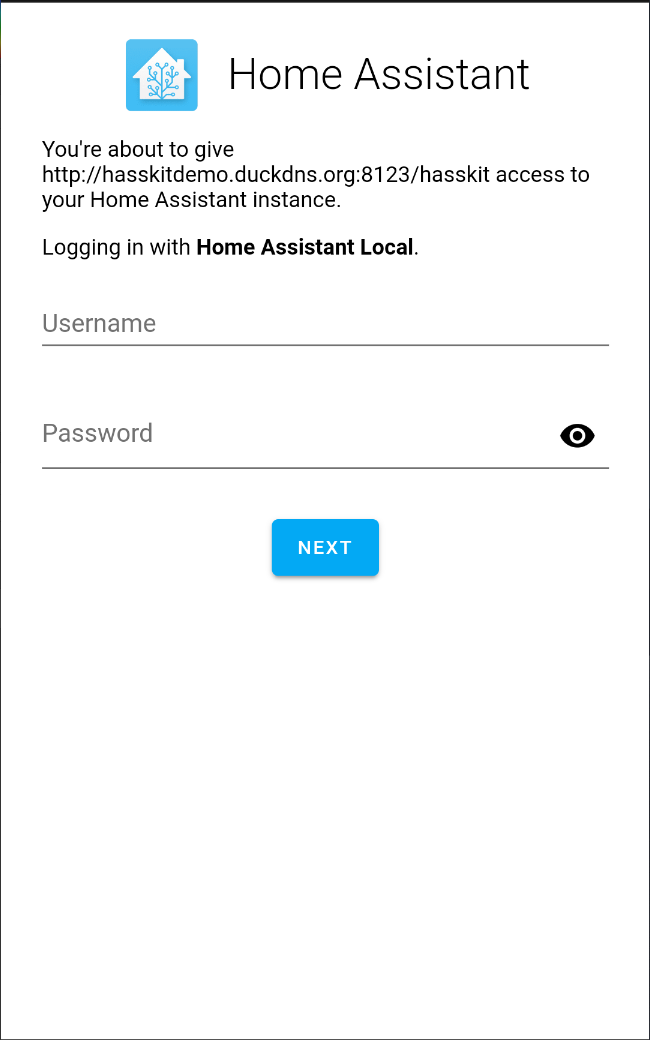 Home Assistant
You're about to give
http://hasskitdemo.duckdns.org:8123/hasskit access to
your Home Assistant instance.
Logging in with Home Assistant Local.
Username
Password
NEXT